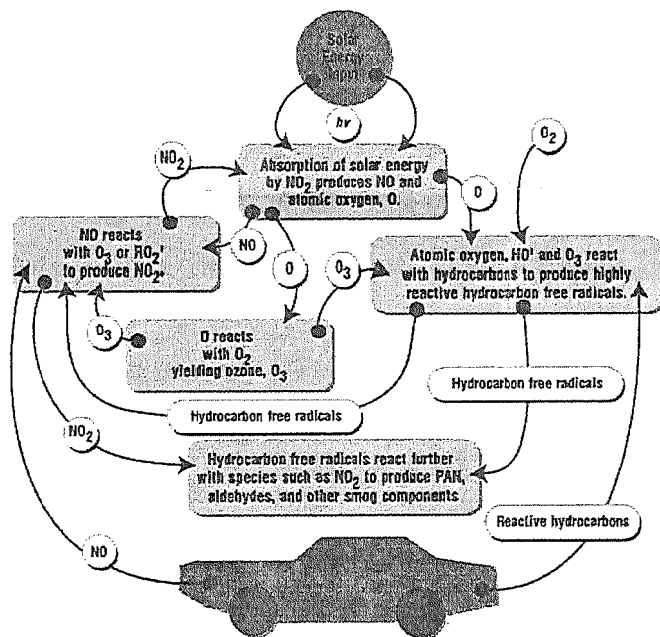 Solar
Energy
Input
hv
O₂
NO₂
Absorption of solar energy
by NO₂ produces NO and
atomic oxygen, O.
O
NO reacts
with O₃ or RO₂'
to produce NO₂.
NO
O
O₃
Atomic oxygen, HO' and O₃ react
with hydrocarbons to produce highly
reactive hydrocarbon free radicals.
O₃
O reacts
with O₂
yielding ozone, O₃
Hydrocarbon free radicals
Hydrocarbon free radicals
NO₂
Hydrocarbon free radicals react further
with species such as NO₂ to produce PAN,
aldehydes, and other smog components
Reactive hydrocarbons
NO